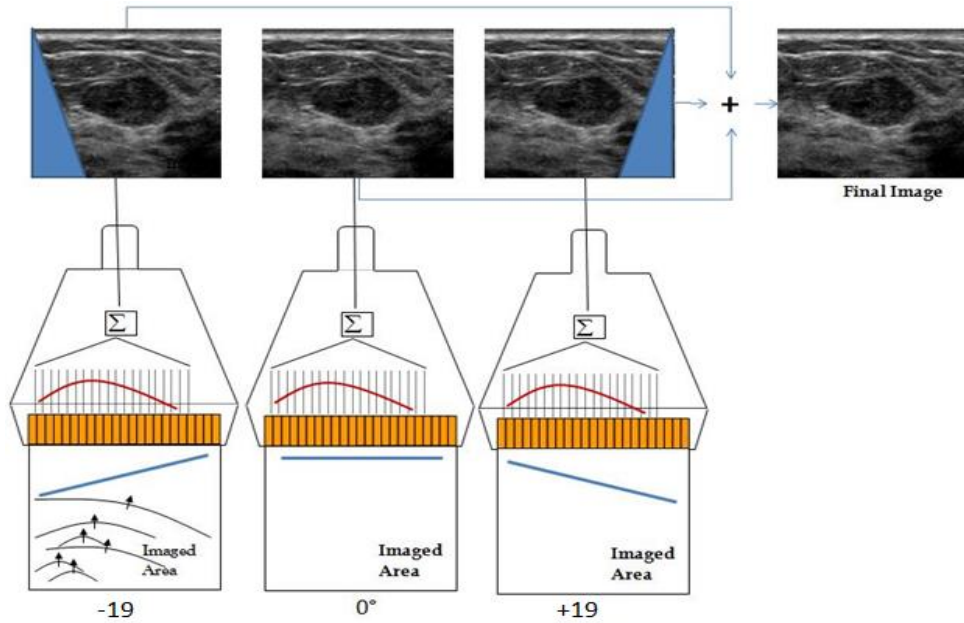 +
Final Image
Σ
Σ
Σ
Imaged
Area
Imaged
Area
Imaged
Area
-19
0°
+19